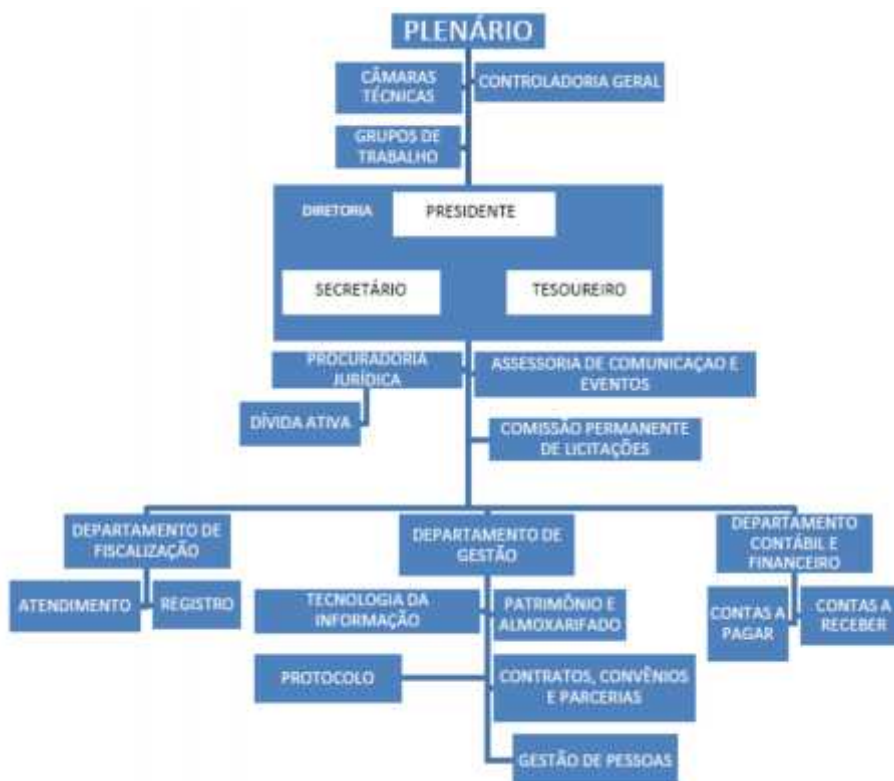 PLENÁRIO
CÂMARAS
TÉCNICAS
CONTROLADORIA GERAL
GRUPOS DE
TRABALHO
DIRETORIA
PRESIDENTE
SECRETÁRIO
TESOUREIRO
PROCURADORIA
JURÍDICA
ASSESSORIA DE COMUNICAÇAO E
EVENTOS
DÍVIDA ATIVA
COMISSÃO PERMANENTE
DE LICITAÇÕES
DEPARTAMENTO DE
FISCALIZAÇÃO
DEPARTAMENTO DE
GESTÃO
DEPARTAMENTO
CONTÁBIL E
FINANCEIRO
ATENDIMENTO
REGISTRO
TECNOLOGIA DA
INFORMAÇÃO
PATRIMÔNIO E
ALMOXARIFADO
CONTAS A
PAGAR
CONTAS A
RECEBER
PROTOCOLO
CONTRATOS, CONVÊNIOS
E PARCERIAS
GESTÃO DE PESSOAS